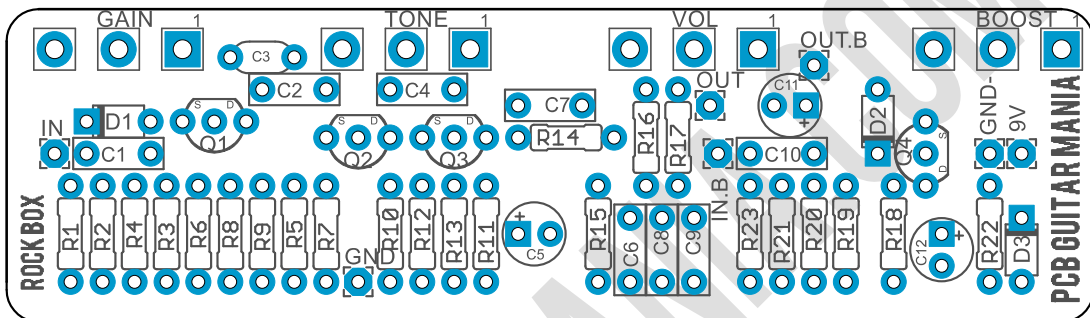 GAIN 1 TONE 1 VOL 1 BOOST 1
OUT.B
C3
C2 C4 C7 OUT C11 D2 GND- 9V
IN D1 S D Q1 S D Q2 S D Q3 R14 R16 R17 + S D Q4
C1 C10
IN.B
R1 R2 R4 R3 R6 R8 R9 R5 R7 R10 R12 R13 R11 + C5 R15 C6 C8 C9 R23 R21 R20 R19 R18 + C12 R22 D3
GND
ROCK BOX
PCB GUITAR MANIA